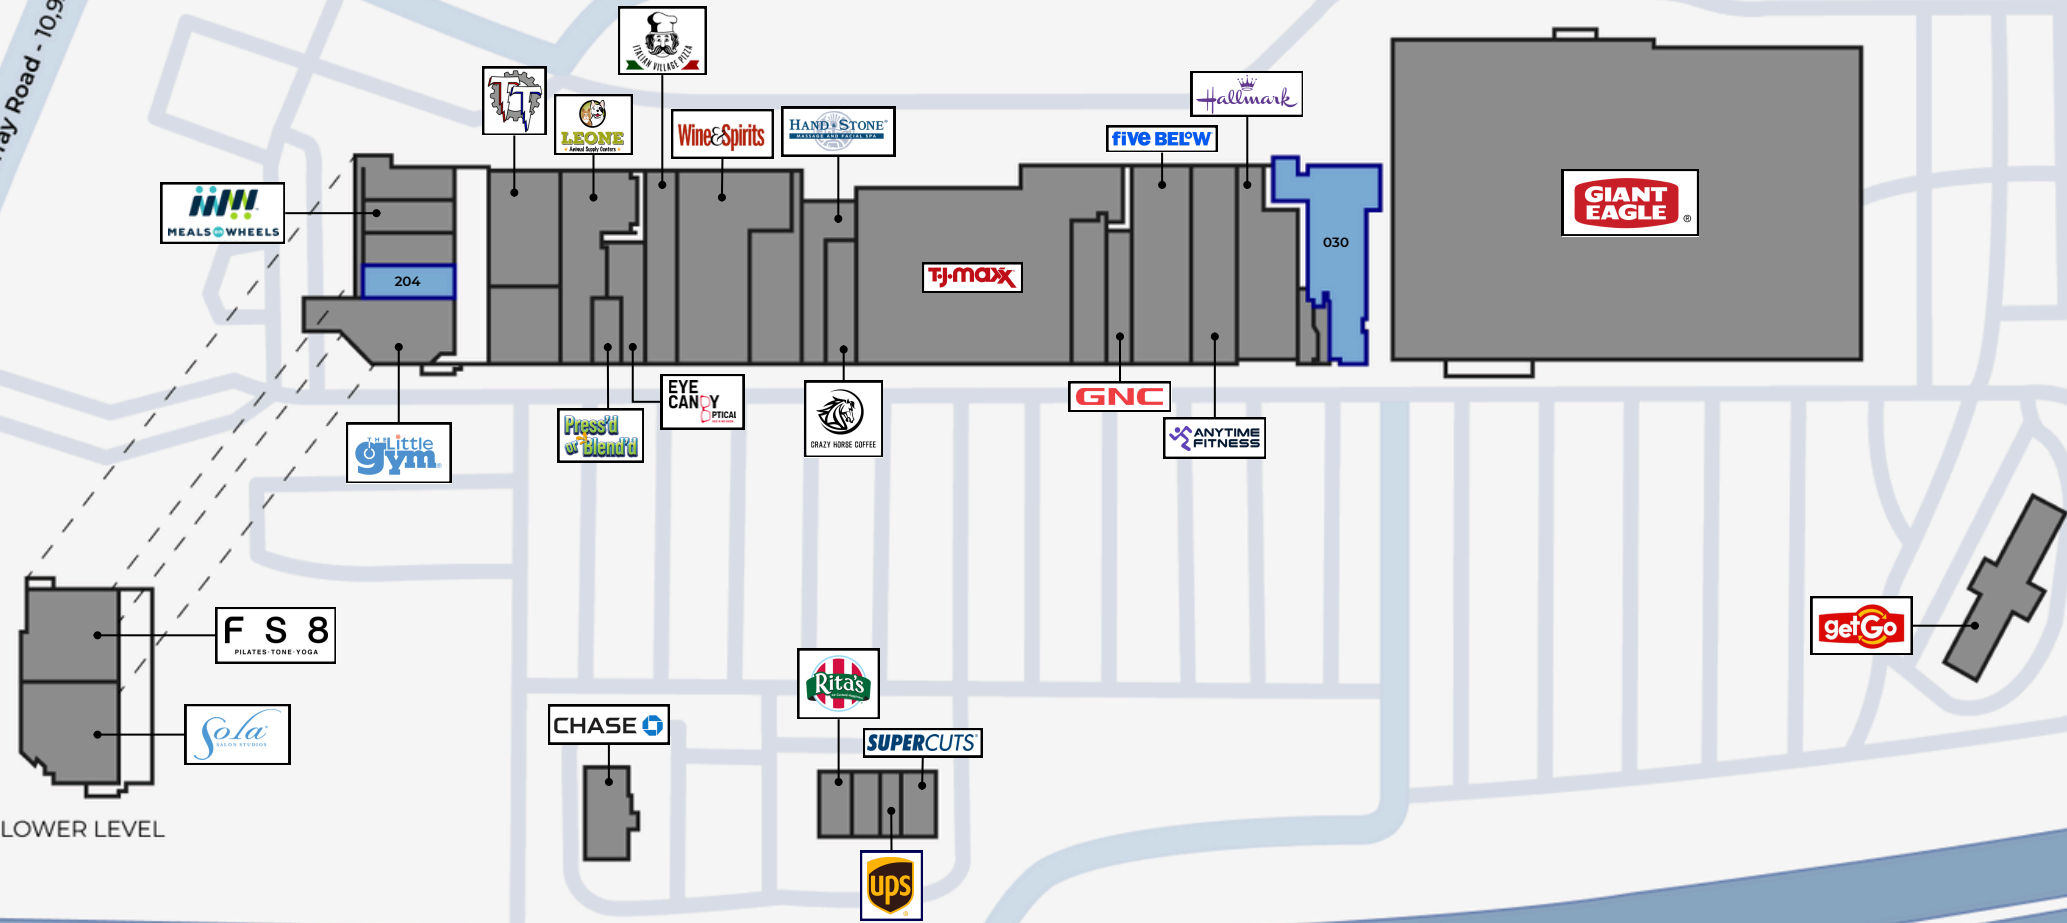 ay Road - 10,9
ITALIAN VILLAGE PIZZA
TT
LEONE
Animal Supply Centers
Wine&Spirits
HAND & STONE®
MASSAGE AND FACIAL SPA
five BELOW
Hallmark
MEALS ON WHEELS
GIANT
EAGLE
®
204
030
T·J·maxx
EYE
CANDY
OPTICAL
THE Little
gym
Press'd
or Blend'd
CRAZY HORSE COFFEE
GNC
ANYTIME
FITNESS
F S 8
PILATES·TONE·YOGA
getGo
Sola
SALON STUDIOS
CHASE
Rita's
SUPERCUTS
LOWER LEVEL
ups